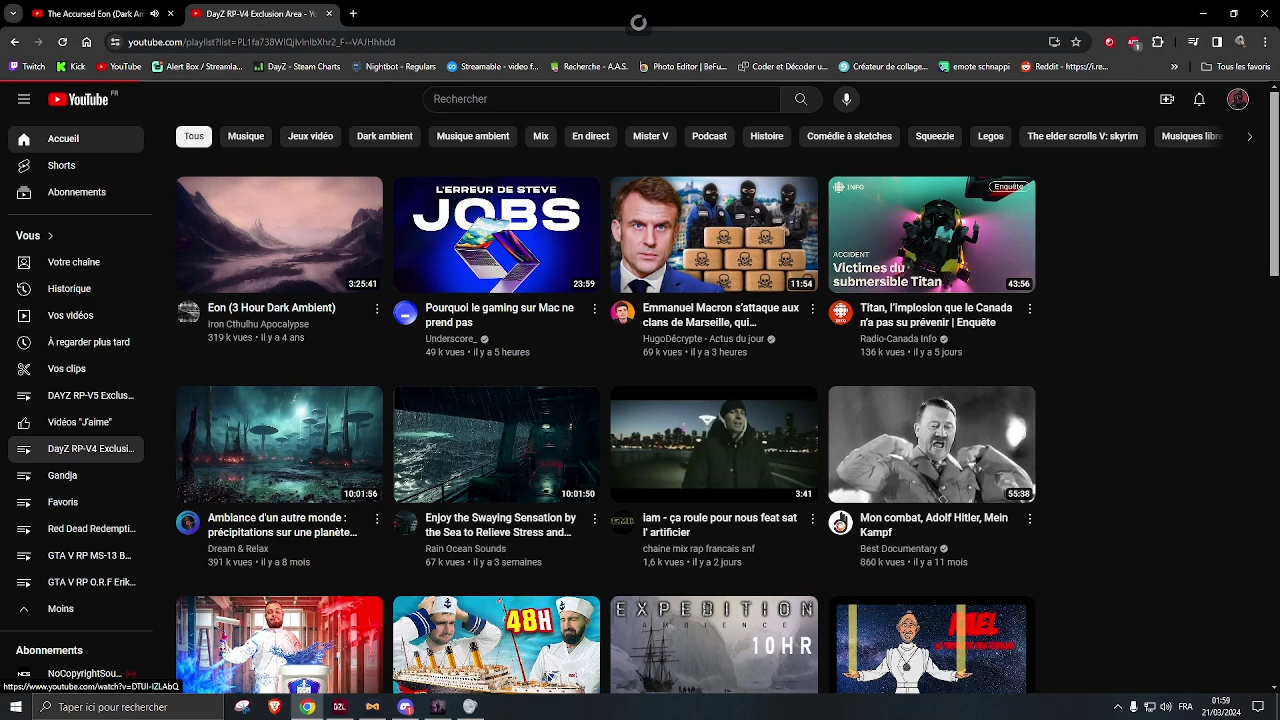 The Accursed Eon (Dark Am
DayZ RP-V4 Exclusion Area - Yo
youtube.com/playlist?list=PL1fa738WlQiIvInIbXhr2_F--VAJHhhdd
Twitch
Kick
YouTube
Alert Box / Streamla...
DayZ - Steam Charts
Nightbot - Regulars
Streamable - video f...
Recherche - A.A.S.
Photo Editor | BeFu...
Coder et Décoder u...
Créateur de collage...
emote schnappi
Reddit - https://i.re...
»
Tous les favoris
YouTube FR
Rechercher
Accueil
Shorts
Abonnements
Vous
Votre chaîne
Historique
Vos vidéos
À regarder plus tard
Vos clips
DAYZ RP-V5 Exclus...
Vidéos "J'aime"
DayZ RP-V4 Exclusi...
Gandja
Favoris
Red Dead Redempti...
GTA V RP MS-13 B...
GTA V RP O.R.F Erik...
Moins
Abonnements
NoCopyrightSou...
Tous
Musique
Jeux vidéo
Dark ambient
Musique ambient
Mix
En direct
Mister V
Podcast
Histoire
Comédie à sketchas
Squeezie
Legos
The elder scrolls V: skyrim
Musiques libre
3:25:41
Eon (3 Hour Dark Ambient)
Iron Cthulhu Apocalypse
319 k vues • il y a 4 ans
L'ERREUR DE STEVE
JOBS
23:59
Pourquoi le gaming sur Mac ne
prend pas
Underscore_
49 k vues • il y a 5 heures
11:54
Emmanuel Macron s'attaque aux
clans de Marseille, qui...
HugoDécrypte - Actus du jour
69 k vues • il y a 3 heures
INFO
Enquête
ACCIDENT
Victimes du
submersible Titan
43:56
Titan, l'implosion que le Canada
n'a pas su prévenir | Enquête
Radio-Canada Info
136 k vues • il y a 5 jours
10:01:56
Ambiance d'un autre monde :
précipitations sur une planète...
Dream & Relax
391 k vues • il y a 8 mois
10:01:50
Enjoy the Swaying Sensation by
the Sea to Relieve Stress and...
Rain Ocean Sounds
67 k vues • il y a 3 semaines
3:41
Iam - ça roule pour nous feat sat
l' artificier
chaine mix rap francais snf
1,6 k vues • il y a 2 jours
55:38
Mon combat, Adolf Hitler, Mein
Kampf
Best Documentary
860 k vues • il y a 11 mois
48H
EXPEDITION
AMBIENCE
10HR
https://www.youtube.com/watch?v=DTUI-IZLAbQ
Taper ici pour rechercher
DZL
FRA
01:59
21/03/2024